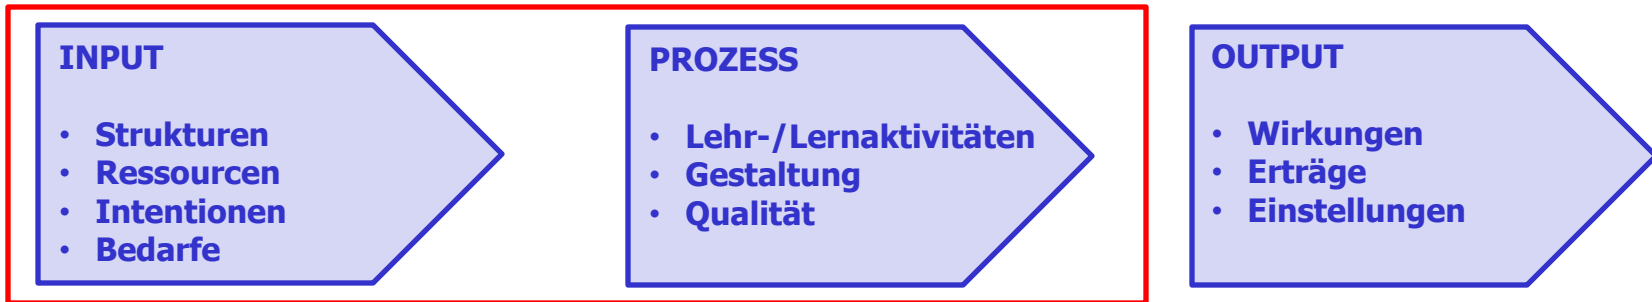 INPUT
• Strukturen
• Ressourcen
• Intentionen
• Bedarfe
PROZESS
• Lehr-/Lernaktivitäten
• Gestaltung
• Qualität
OUTPUT
• Wirkungen
• Erträge
• Einstellungen